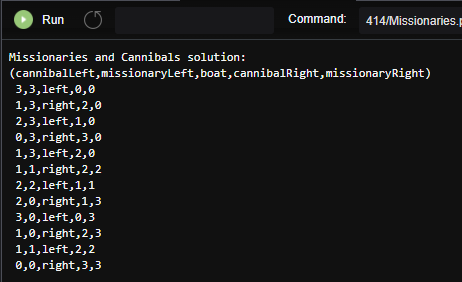 Run
Command: 414/Missionaries.p
Missionaries and Cannibals solution:
(cannibalLeft,missionaryLeft,boat,cannibalRight,missionaryRight)
3,3,left,0,0
1,3,right,2,0
2,3,left,1,0
0,3,right,3,0
1,3,left,2,0
1,1,right,2,2
2,2,left,1,1
2,0,right,1,3
3,0,left,0,3
1,0,right,2,3
1,1,left,2,2
0,0,right,3,3